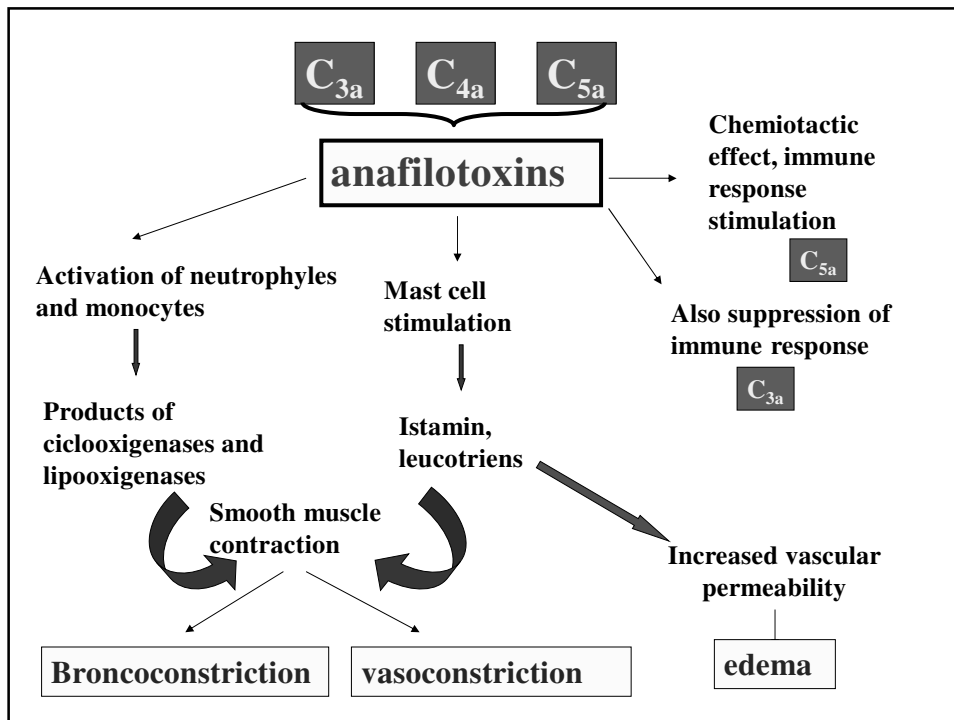 C3a C4a C5a
anafilotoxins
Chemiotactic
effect, immune
response
stimulation
C5a
Activation of neutrophyles
and monocytes
Mast cell
stimulation
Also suppression of
immune response
C3a
Products of
ciclooxigenases and
lipooxigenases
Istamin,
leucotriens
Smooth muscle
contraction
Increased vascular
permeability
Broncoconstriction
vasoconstriction
edema